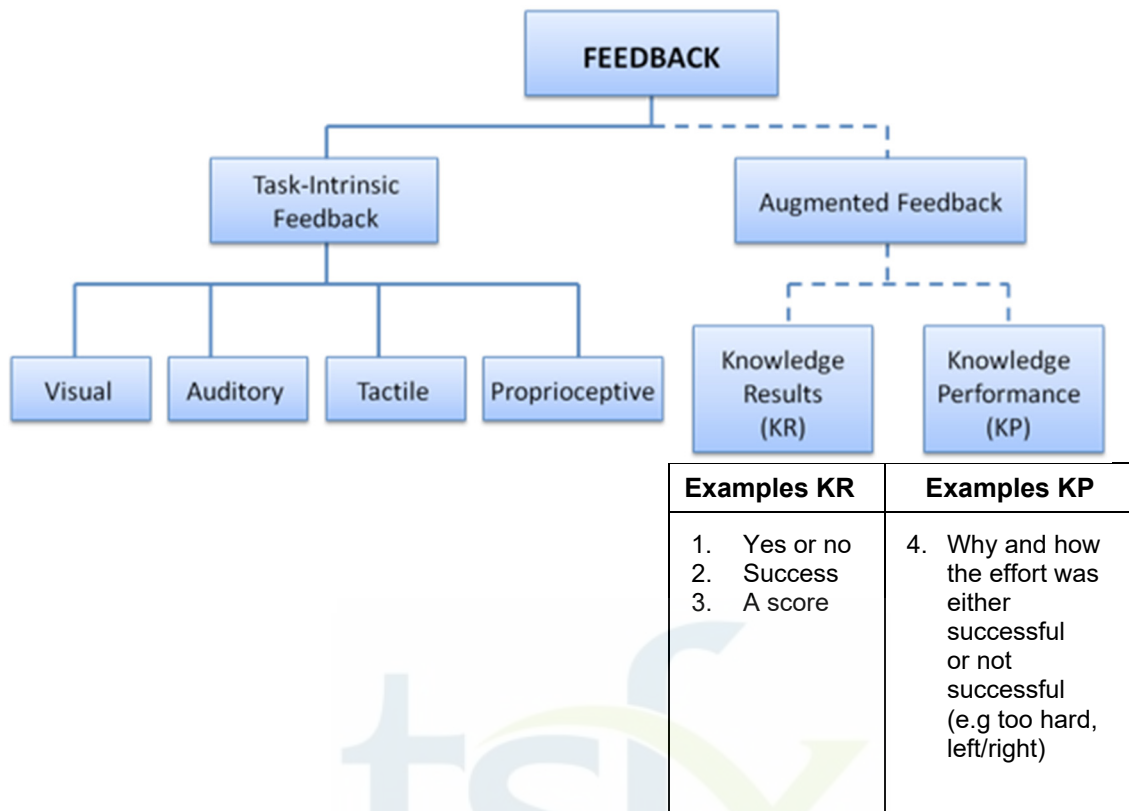 FEEDBACK
Task-Intrinsic
Feedback
Augmented Feedback
Visual
Auditory
Tactile
Proprioceptive
Knowledge
Results
(KR)
Knowledge
Performance
(KP)
Examples KR
Examples KP
1. Yes or no
2. Success
3. A score
4. Why and how
the effort was
either
successful
or not
successful
(e.g too hard,
left/right)